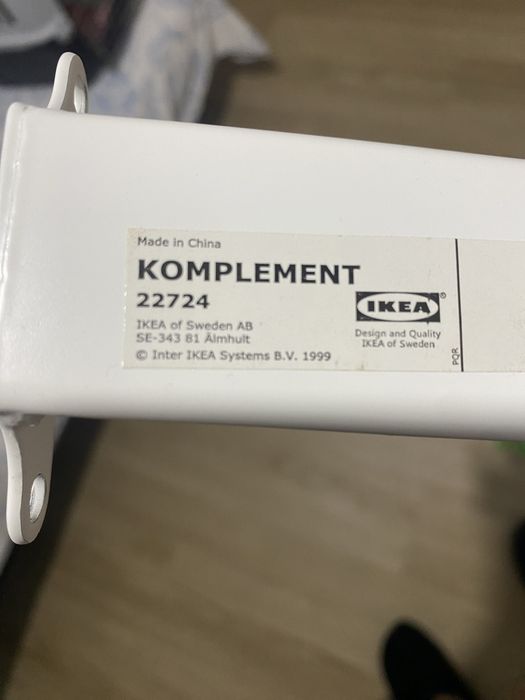 Made in China
KOMPLEMENT
22724
IKEA of Sweden AB
SE-343 81 Älmhult
© Inter IKEA Systems B.V. 1999
IKEA®
Design and Quality
IKEA of Sweden
PQR